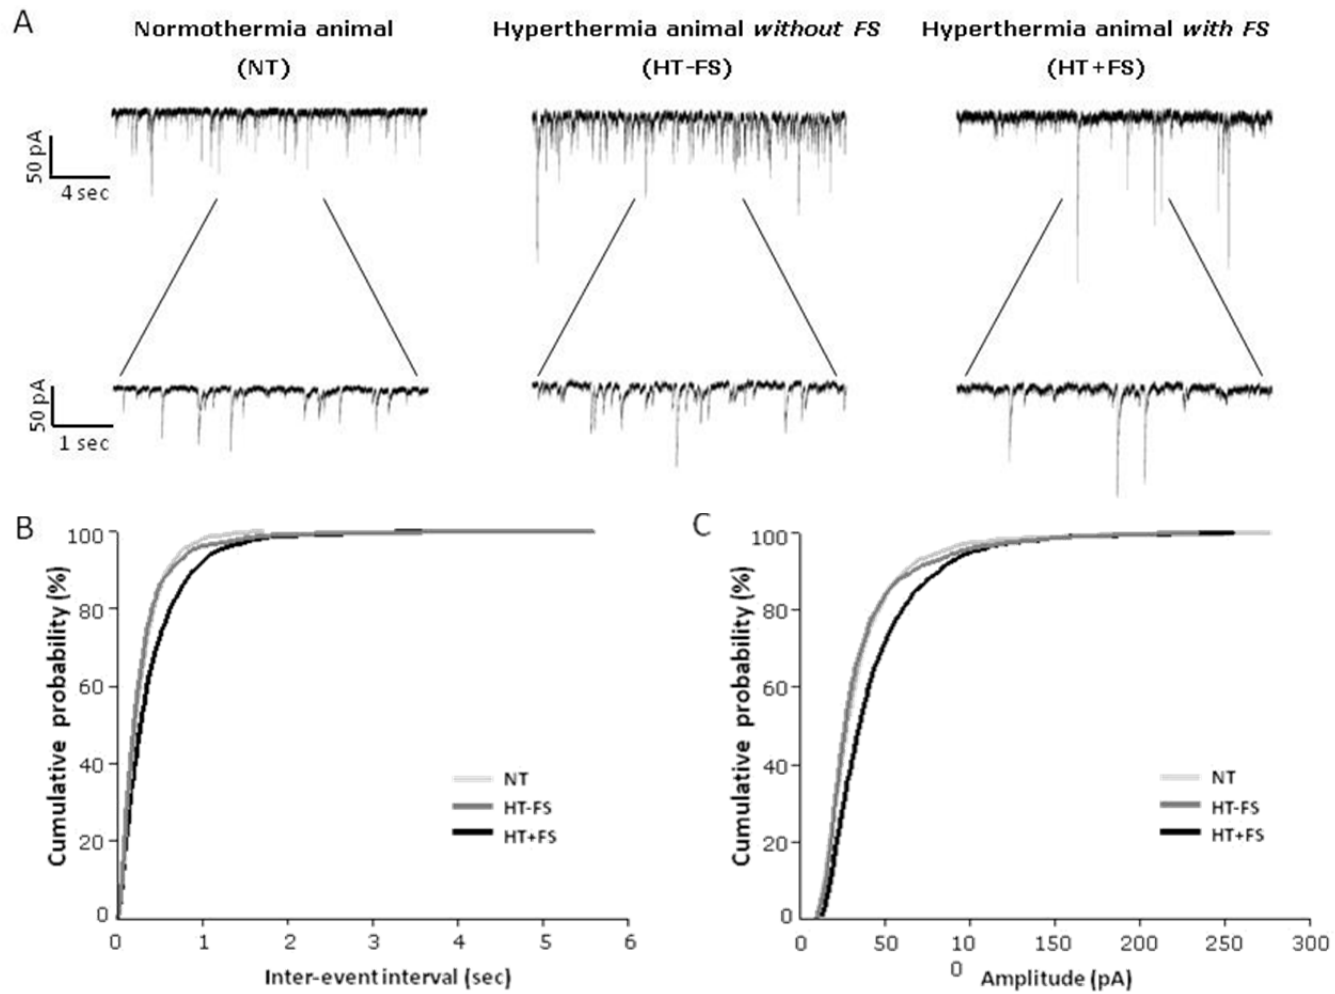 A
Normothermia animal
(NT)
Hyperthermia animal without FS
(HT-FS)
Hyperthermia animal with FS
(HT+FS)
50 pA
4 sec
50 pA
1 sec
B
100
80
60
40
20
0
Cumulative probability (%)
NT
HT-FS
HT+FS
0 1 2 3 4 5 6
Inter-event interval (sec)
C
100
80
60
40
20
0
Cumulative probability (%)
NT
HT-FS
HT+FS
0 50 10 150 200 250 300
0
Amplitude (pA)